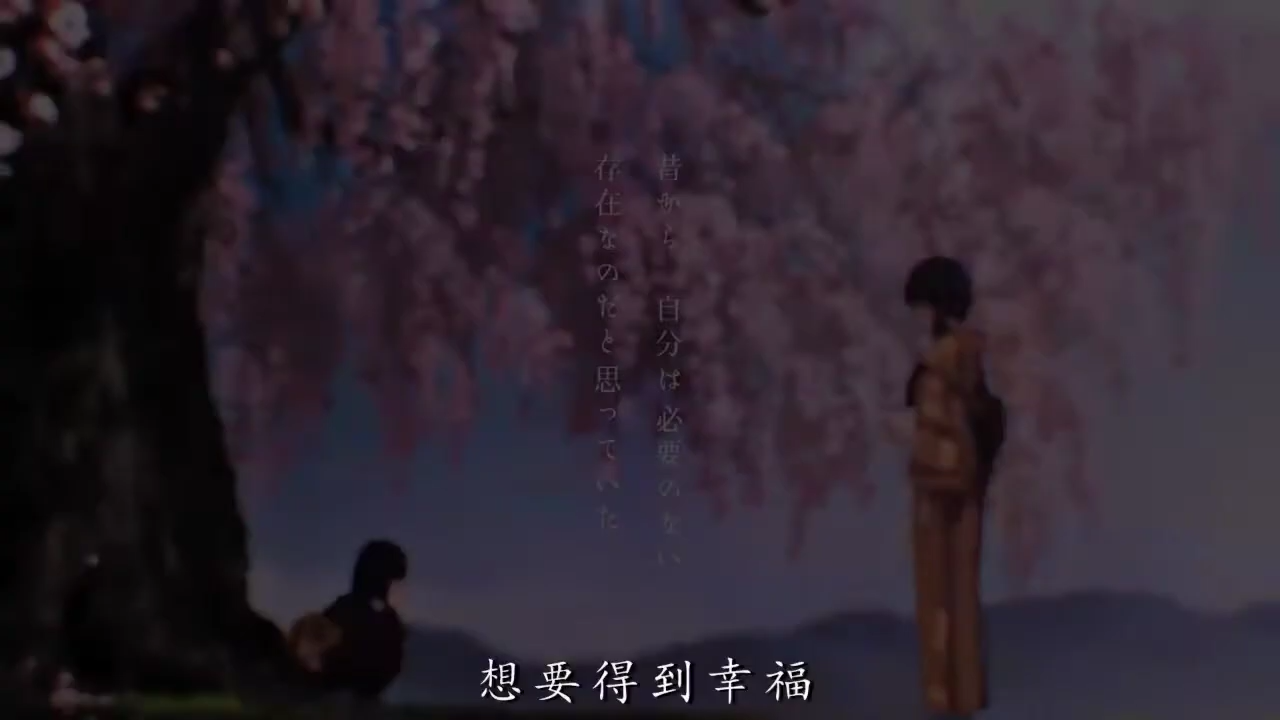 昔から 自分は必要のない
存在なのだと思っていた
想要得到幸福